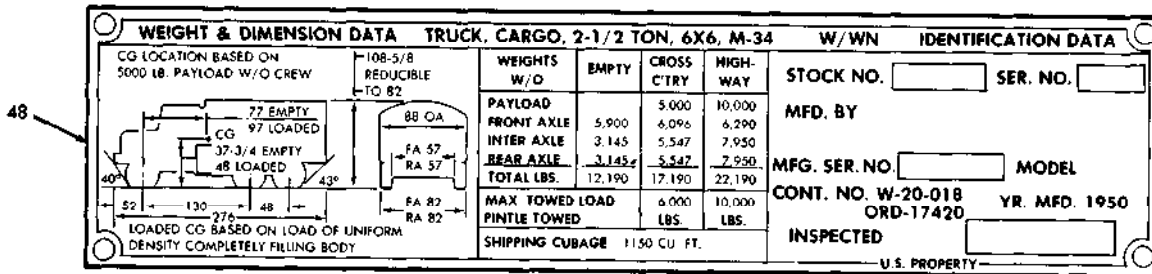 48
WEIGHT & DIMENSION DATA TRUCK, CARGO, 2-1/2 TON, 6X6, M-34 W/WN IDENTIFICATION DATA
CG LOCATION BASED ON
5000 LB. PAYLOAD W/O CREW
108-5/8
REDUCIBLE
TO 82
77 EMPTY
97 LOADED
CG
37-3/4 EMPTY
48 LOADED
40°
43°
52
130
48
276
88 OA
FA 57
RA 57
FA 82
RA 82
LOADED CG BASED ON LOAD OF UNIFORM
DENSITY COMPLETELY FILLING BODY
WEIGHTS W/O EMPTY CROSS C'TRY HIGH-WAY
PAYLOAD 5,000 10,000
FRONT AXLE 5,900 6,096 6,290
INTER AXLE 3,145 5,547 7,950
REAR AXLE 3,145 5,547 7,950
TOTAL LBS. 12,190 17,190 22,190
MAX TOWED LOAD 6,000 10,000
PINTLE TOWED LBS. LBS.
SHIPPING CUBAGE 1150 CU FT.
STOCK NO. SER. NO.
MFD. BY
MFG. SER. NO. MODEL
CONT. NO. W-20-018
ORD-17420 YR. MFD. 1950
INSPECTED
U.S. PROPERTY